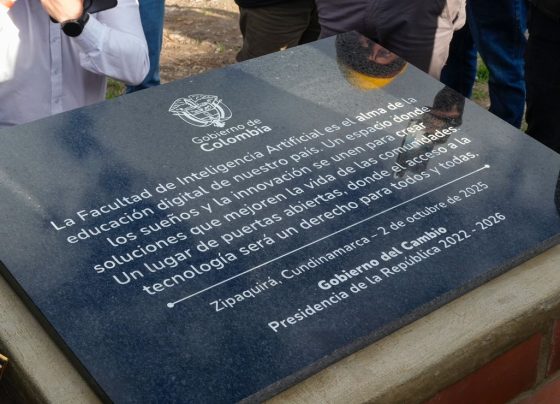 Gobierno de
Colombia
La Facultad de Inteligencia Artificial es el alma de la
educación digital de nuestro país. Un espacio donde
los sueños y la innovación se unen para crear
soluciones que mejoren la vida de las comunidades.
Un lugar de puertas abiertas, donde el acceso a la
tecnología será un derecho para todos y todas.
Zipaquirá, Cundinamarca – 2 de octubre de 2025
Gobierno del Cambio
Presidencia de la República 2022 - 2026